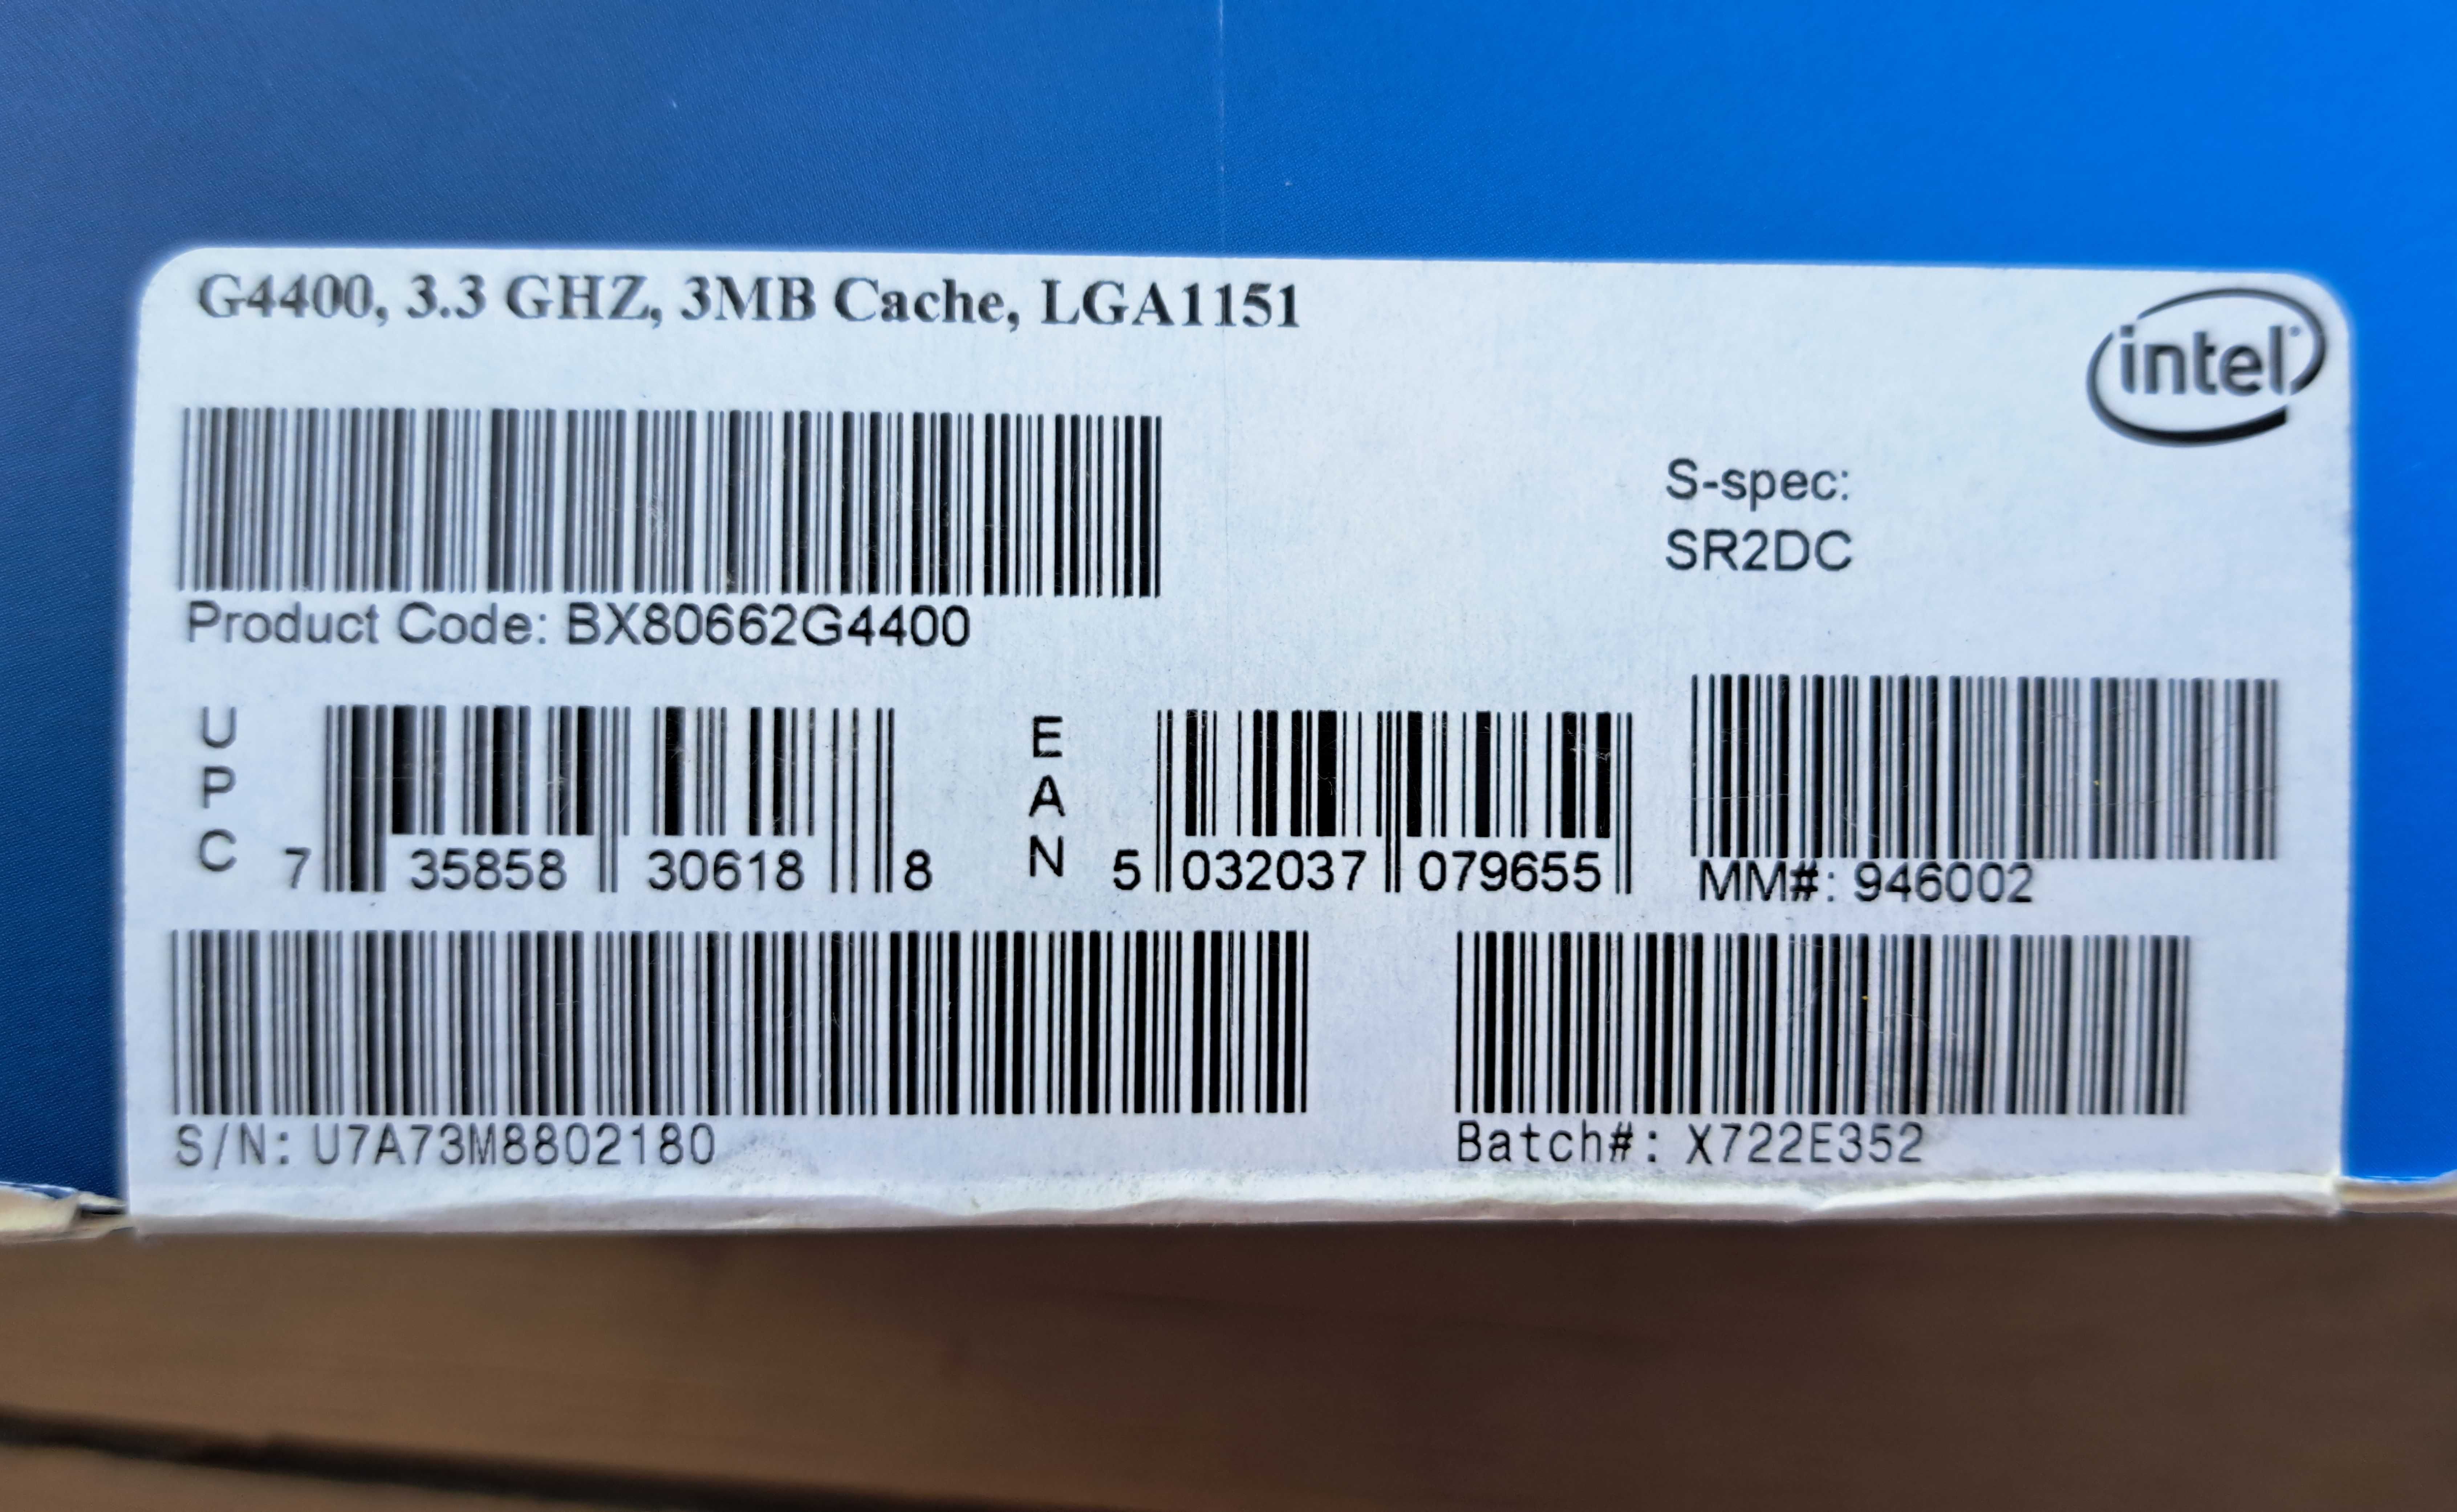 G4400, 3.3 GHZ, 3MB Cache, LGA1151
intel
S-spec:
SR2DC
Product Code: BX80662G4400
UPC 7 35858 30618 8
EAN 5 032037 079655
MM#: 946002
S/N: U7A73M8802180
Batch#: X722E352